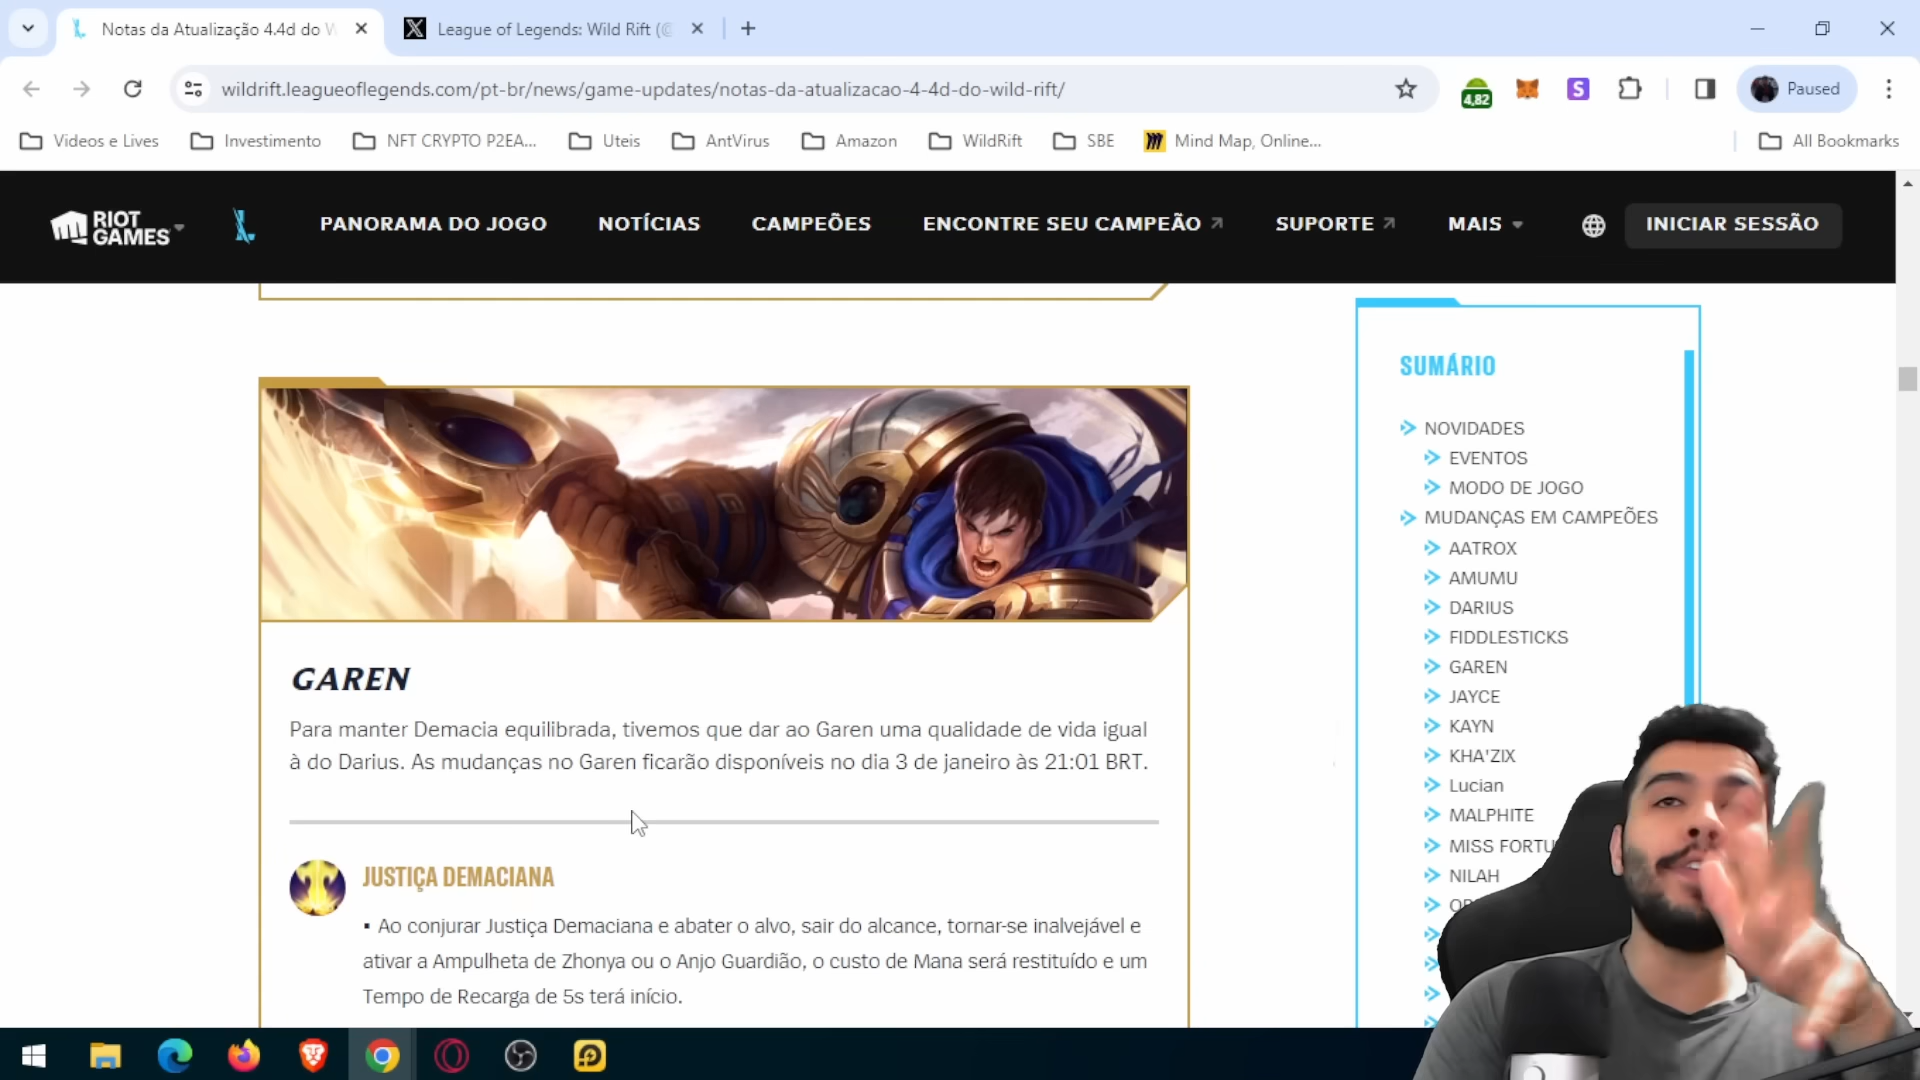 Notas da Atualização 4.4d do W
League of Legends: Wild Rift (@
wildrift.leagueoflegends.com/pt-br/news/game-updates/notas-da-atualizacao-4-4d-do-wild-rift/
4,82
S
Paused
Videos e Lives
Investimento
NFT CRYPTO P2EA...
Uteis
AntVirus
Amazon
WildRift
SBE
Mind Map, Online...
All Bookmarks
RIOT
GAMES
PANORAMA DO JOGO
NOTÍCIAS
CAMPEÕES
ENCONTRE SEU CAMPEÃO
SUPORTE
MAIS
INICIAR SESSÃO
GAREN
Para manter Demacia equilibrada, tivemos que dar ao Garen uma qualidade de vida igual
à do Darius. As mudanças no Garen ficarão disponíveis no dia 3 de janeiro às 21:01 BRT.
JUSTIÇA DEMACIANA
▪ Ao conjurar Justiça Demaciana e abater o alvo, sair do alcance, tornar-se inalvejável e
ativar a Ampulheta de Zhonya ou o Anjo Guardião, o custo de Mana será restituído e um
Tempo de Recarga de 5s terá início.
SUMÁRIO
NOVIDADES
EVENTOS
MODO DE JOGO
MUDANÇAS EM CAMPEÕES
AATROX
AMUMU
DARIUS
FIDDLESTICKS
GAREN
JAYCE
KAYN
KHA'ZIX
Lucian
MALPHITE
MISS FORTU
NILAH